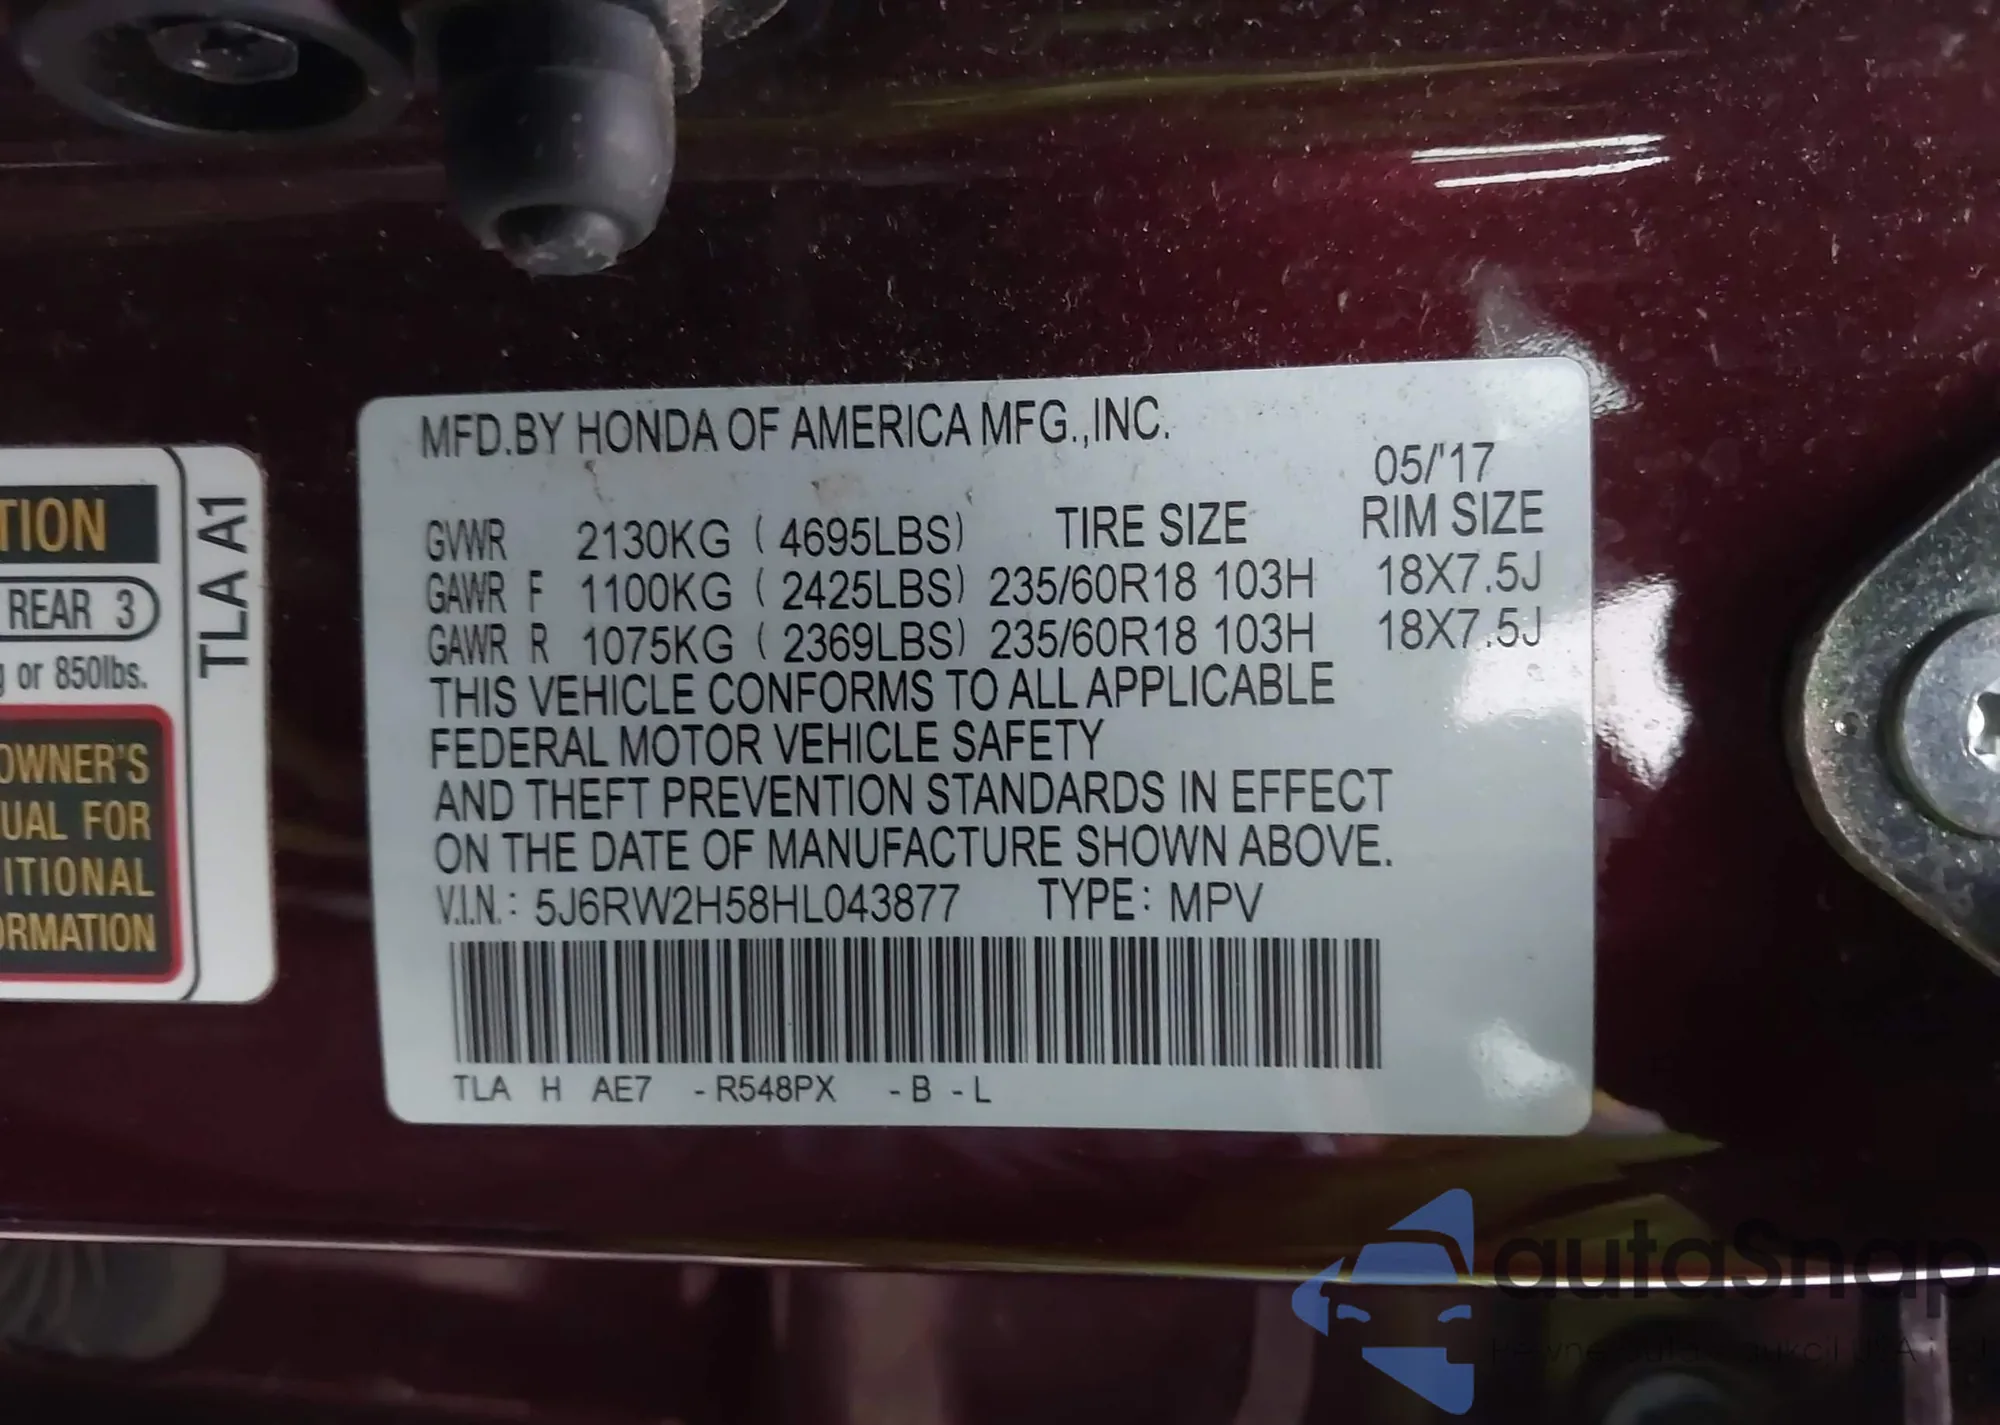 TION
REAR 3
g or 850lbs.
OWNER'S
UAL FOR
ITIONAL
ORMATION
TLA A1
MFD.BY HONDA OF AMERICA MFG.,INC.
05/'17
GVWR 2130KG ( 4695LBS) TIRE SIZE RIM SIZE
GAWR F 1100KG ( 2425LBS) 235/60R18 103H 18X7.5J
GAWR R 1075KG ( 2369LBS) 235/60R18 103H 18X7.5J
THIS VEHICLE CONFORMS TO ALL APPLICABLE
FEDERAL MOTOR VEHICLE SAFETY
AND THEFT PREVENTION STANDARDS IN EFFECT
ON THE DATE OF MANUFACTURE SHOWN ABOVE.
V.I.N.: 5J6RW2H58HL043877 TYPE: MPV
TLA H AE7 -R548PX -B -L
autoSnap